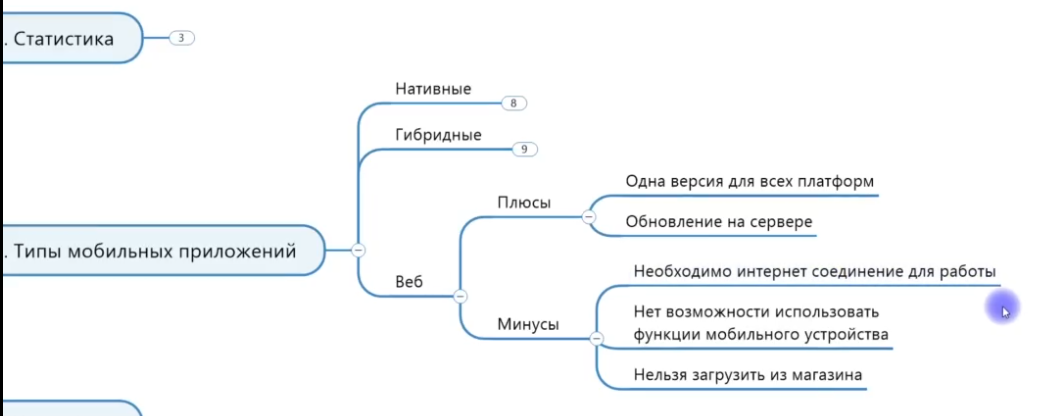 . Статистика
3
Нативные
8
Гибридные
9
Одна версия для всех платформ
Плюсы
Обновление на сервере
. Типы мобильных приложений
Веб
Необходимо интернет соединение для работы
Минусы
Нет возможности использовать
функции мобильного устройства
Нельзя загрузить из магазина